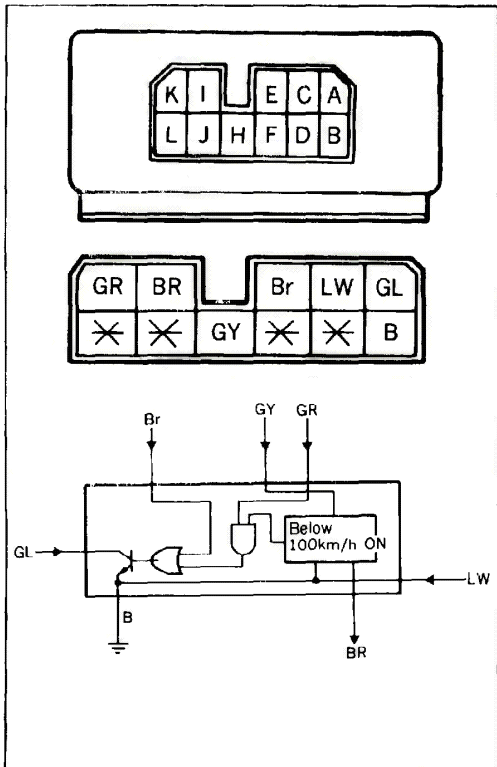 K I E C A
L J H F D B
GR BR Br LW GL
GY B
GY GR
Br
Below
100km/h ON
GL
LW
B
BR